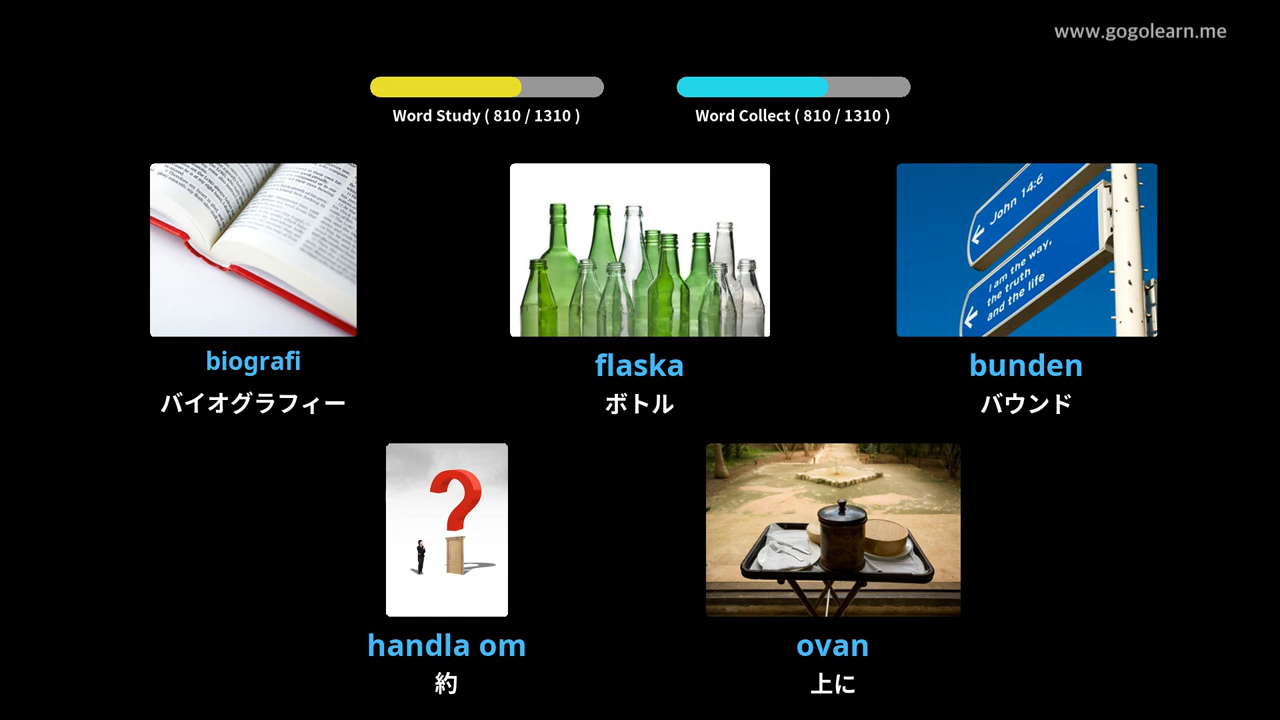 www.gogolearn.me
Word Study ( 810 / 1310 )
Word Collect ( 810 / 1310 )
John 14:6
I am the way,
the truth
and the life
biografi
バイオグラフィー
flaska
ボトル
bunden
バウンド
handla om
約
ovan
上に